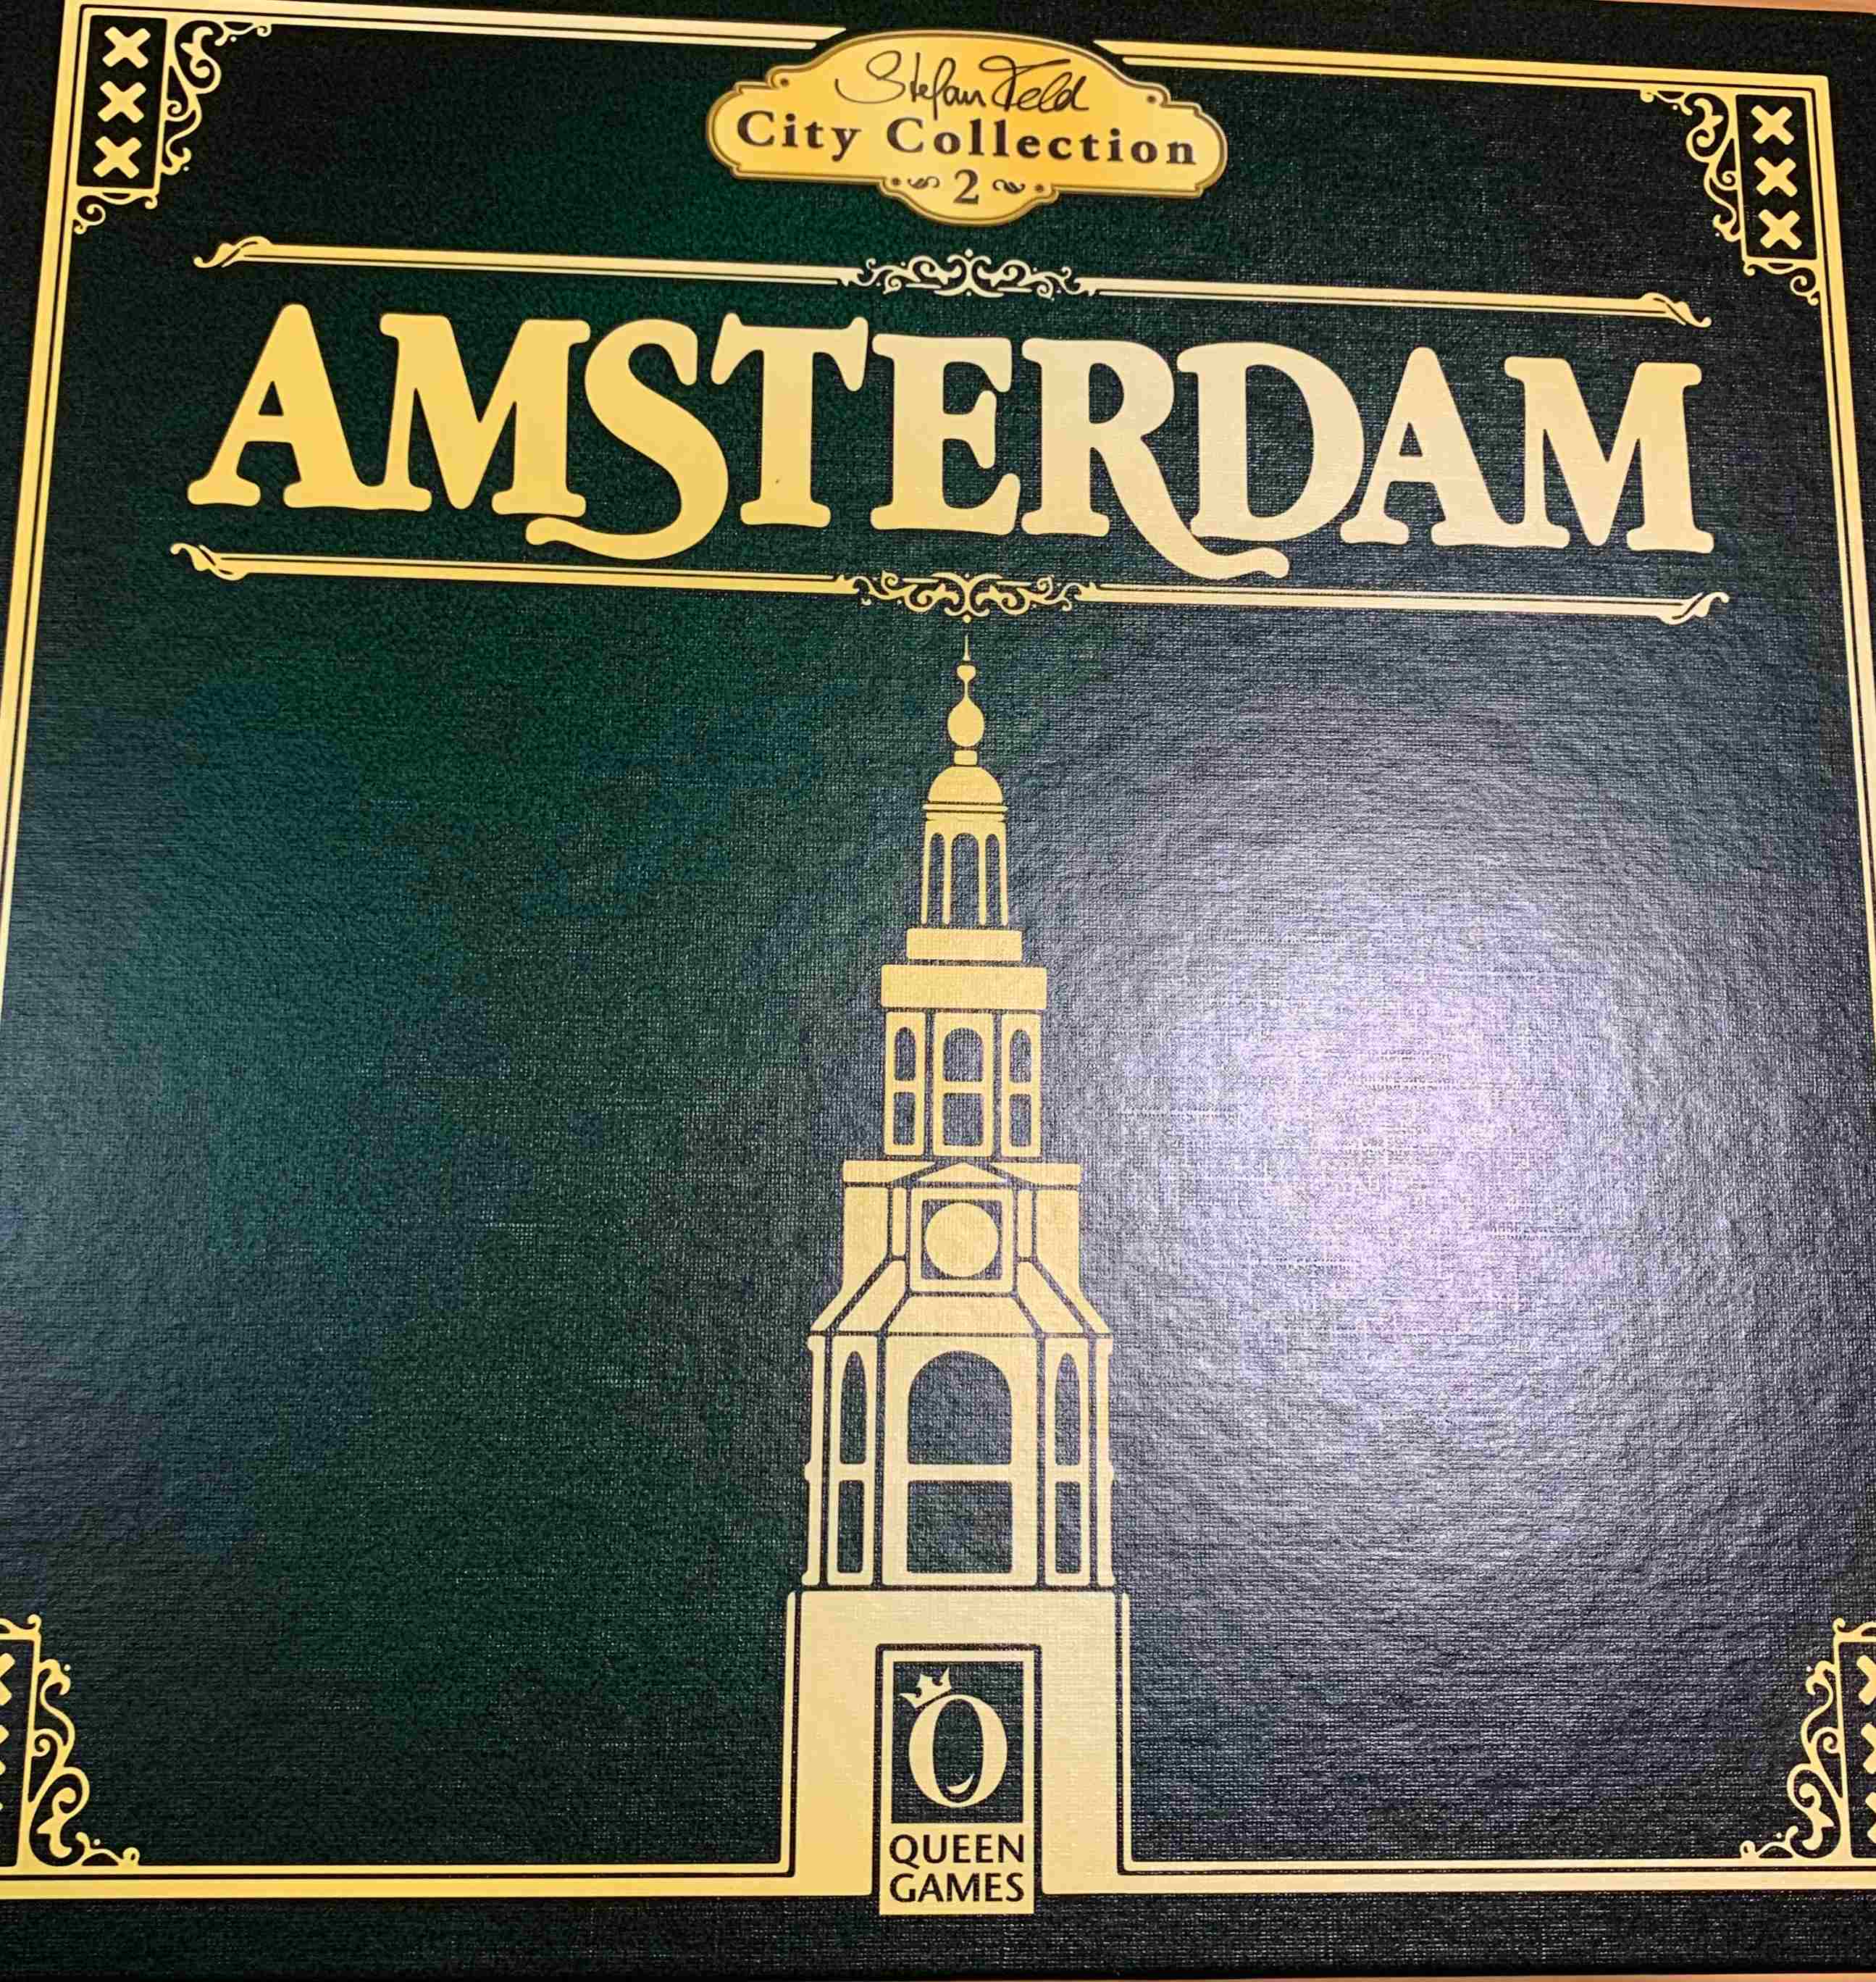 Stefan Feld
City Collection
2
AMSTERDAM
QUEEN
GAMES